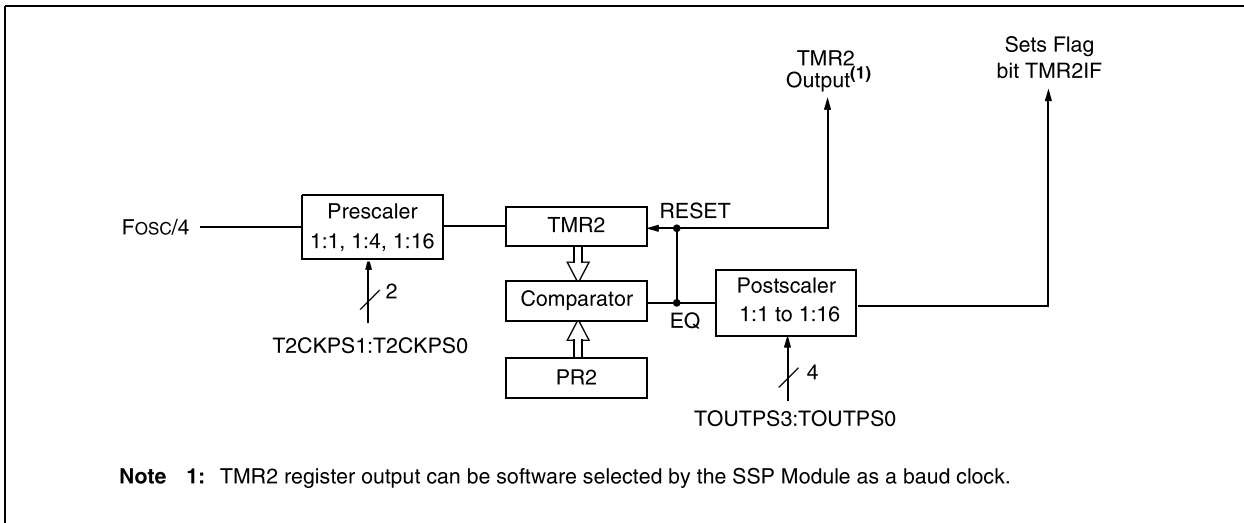 TMR2
Output(1)
Sets Flag
bit TMR2IF
FOSC/4
Prescaler
1:1, 1:4, 1:16
TMR2
RESET
2
T2CKPS1:T2CKPS0
Comparator
EQ
PR2
Postscaler
1:1 to 1:16
4
TOUTPS3:TOUTPS0
Note 1: TMR2 register output can be software selected by the SSP Module as a baud clock.